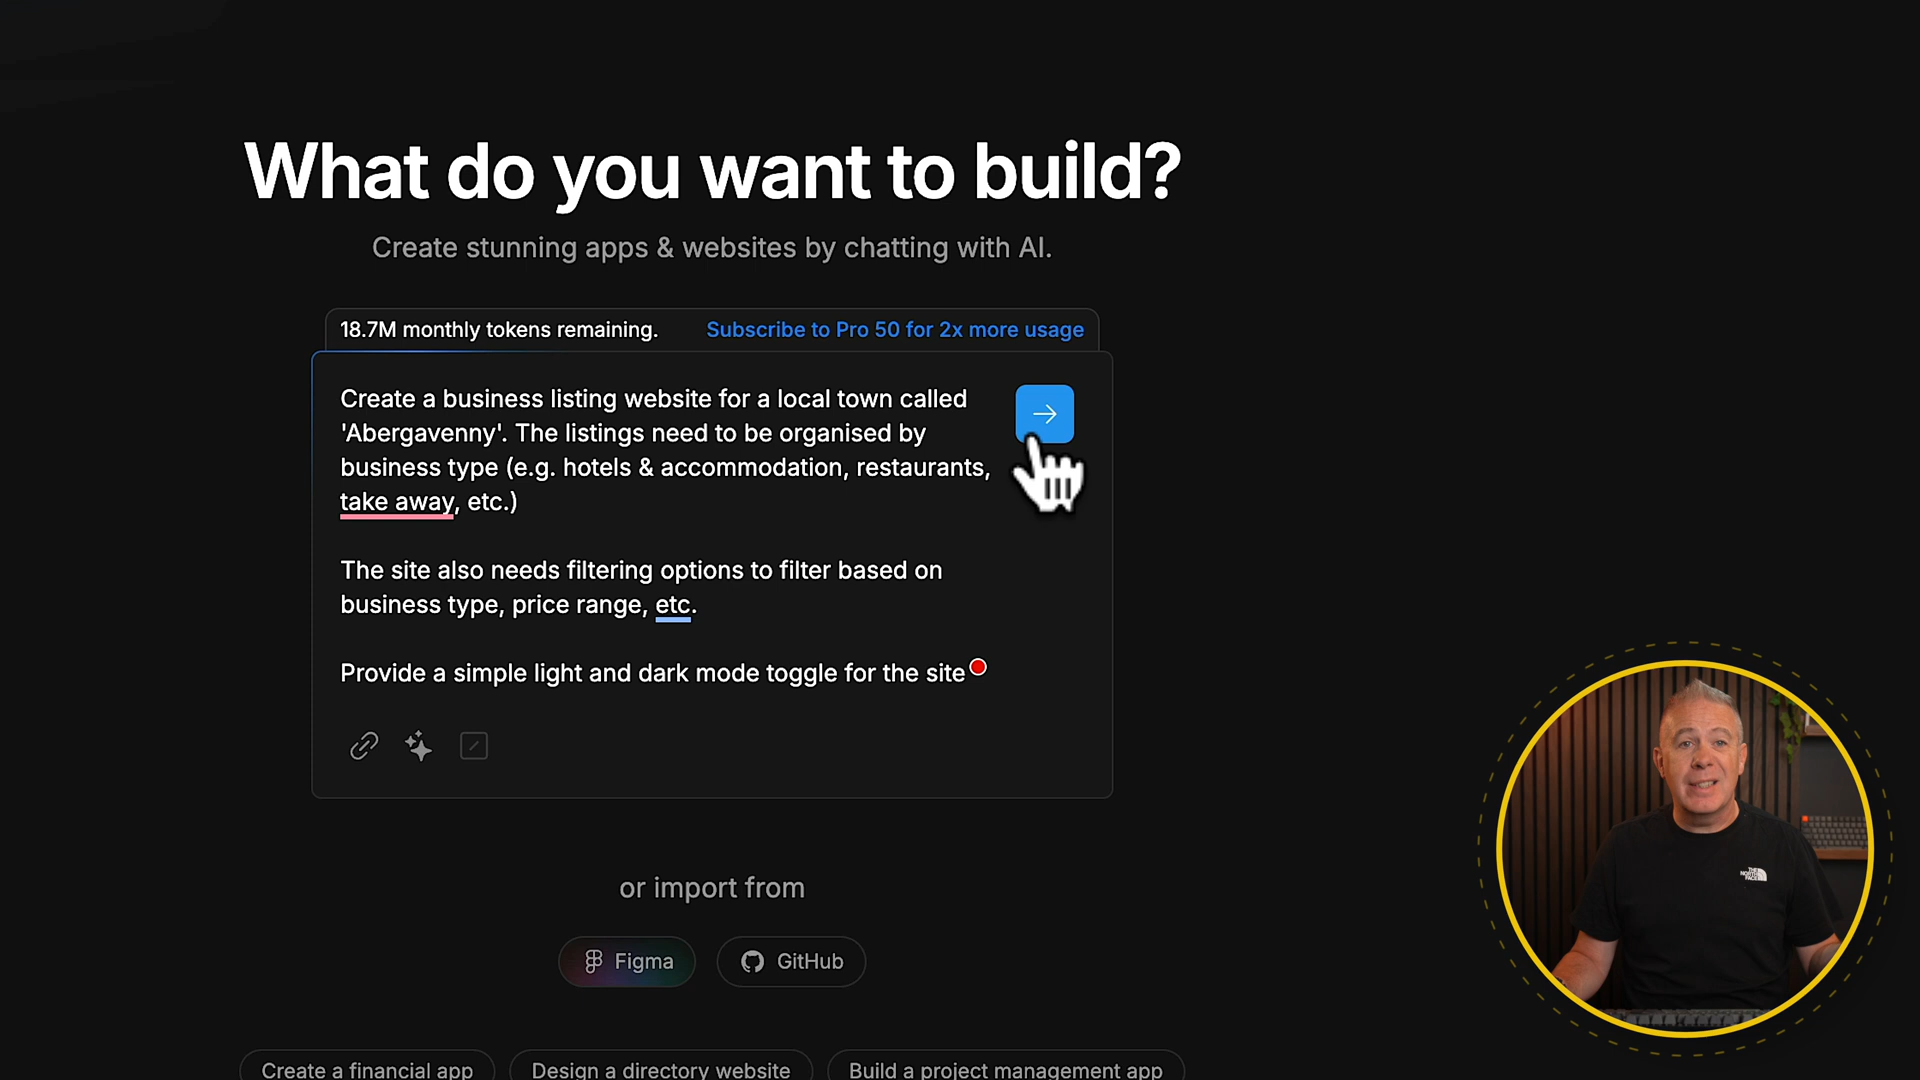 What do you want to build?
Create stunning apps & websites by chatting with AI.
18.7M monthly tokens remaining. Subscribe to Pro 50 for 2x more usage
Create a business listing website for a local town called
'Abergavenny'. The listings need to be organised by
business type (e.g. hotels & accommodation, restaurants,
take away, etc.)
The site also needs filtering options to filter based on
business type, price range, etc.
Provide a simple light and dark mode toggle for the site
or import from
Figma GitHub
Create a financial app Design a directory website Build a project management app
THE
NORTH
FACE